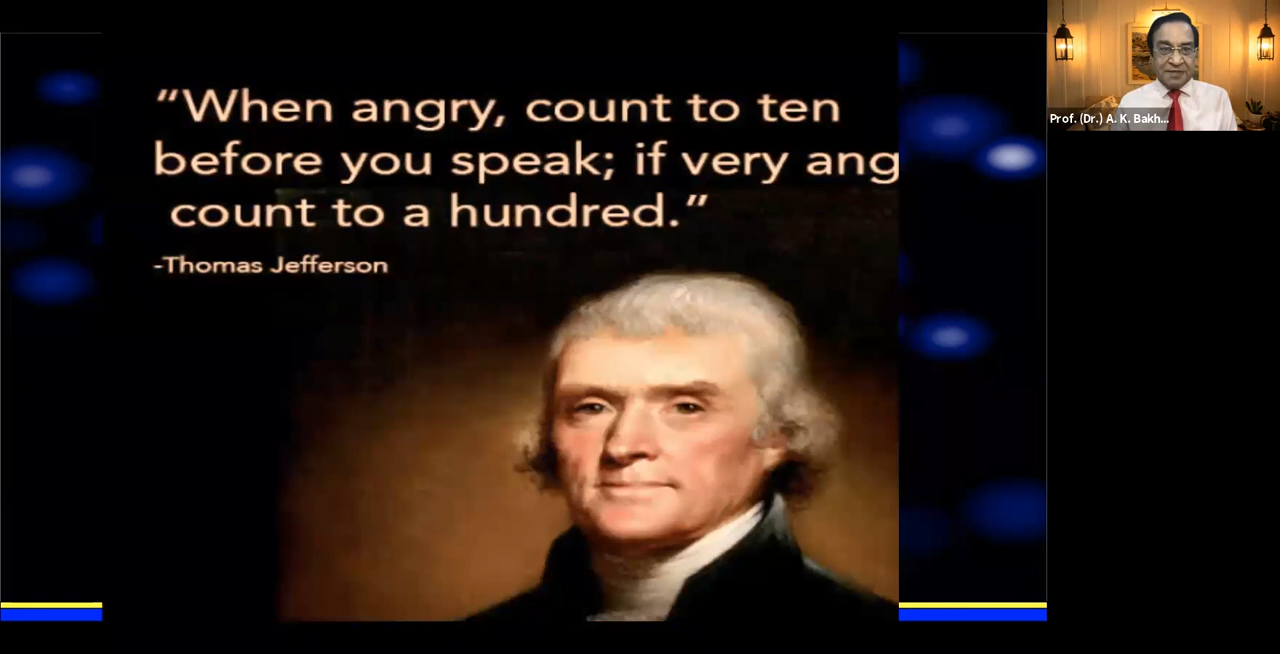 “When angry, count to ten
before you speak; if very ang
count to a hundred.”
-Thomas Jefferson
Prof. (Dr.) A. K. Bakh...